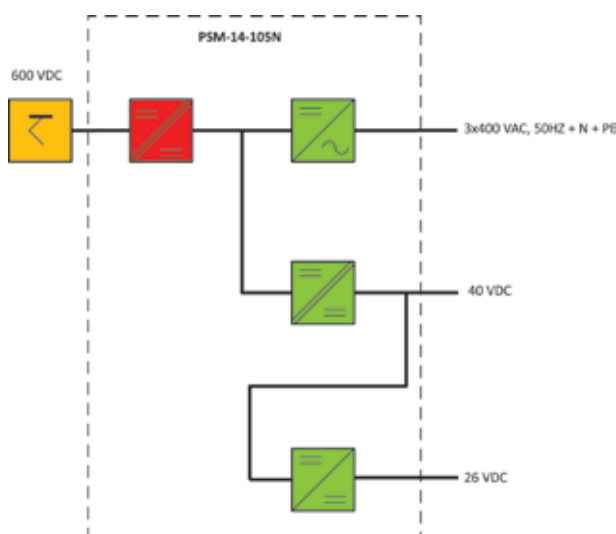 PSM-14-105N
600 VDC
3x400 VAC, 50HZ + N + PE
40 VDC
26 VDC